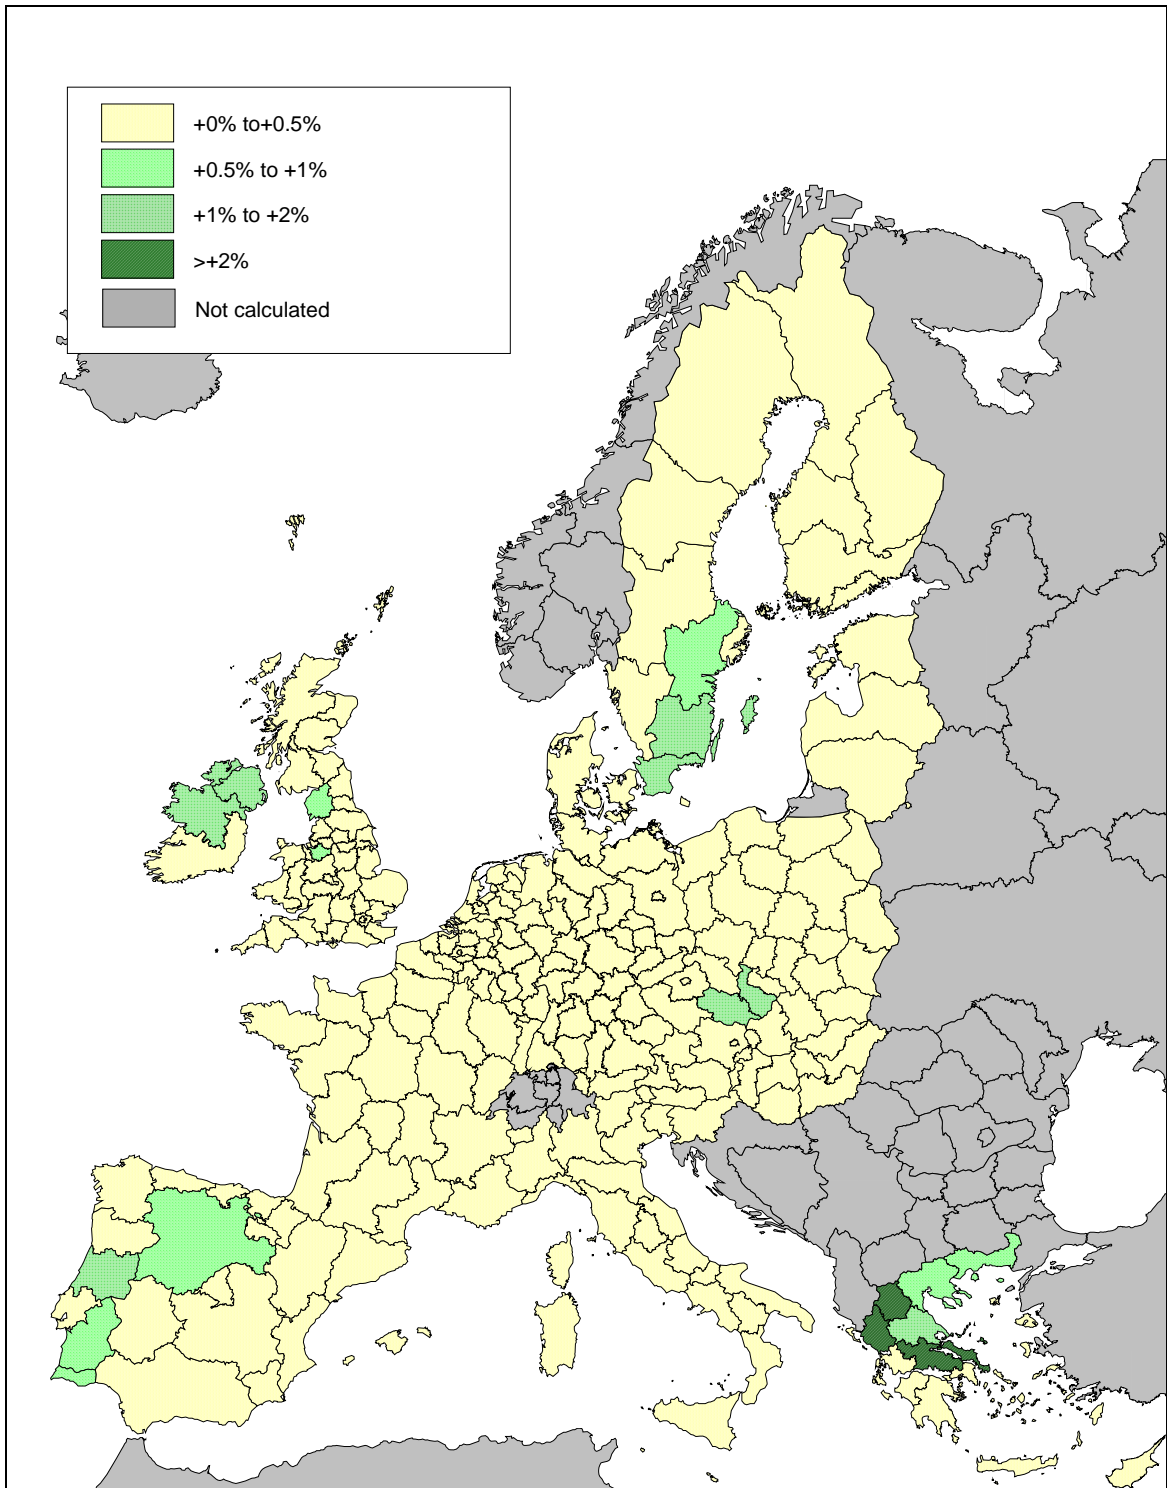 +0% to+0.5%
+0.5% to +1%
+1% to +2%
>+2%
Not calculated